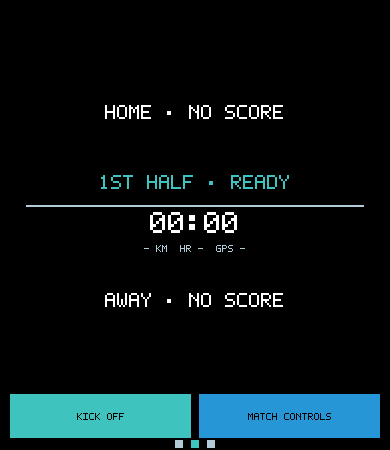 HOME · NO SCORE
1ST HALF · READY
00:00
– KM HR – GPS –
AWAY · NO SCORE
KICK OFF
MATCH CONTROLS